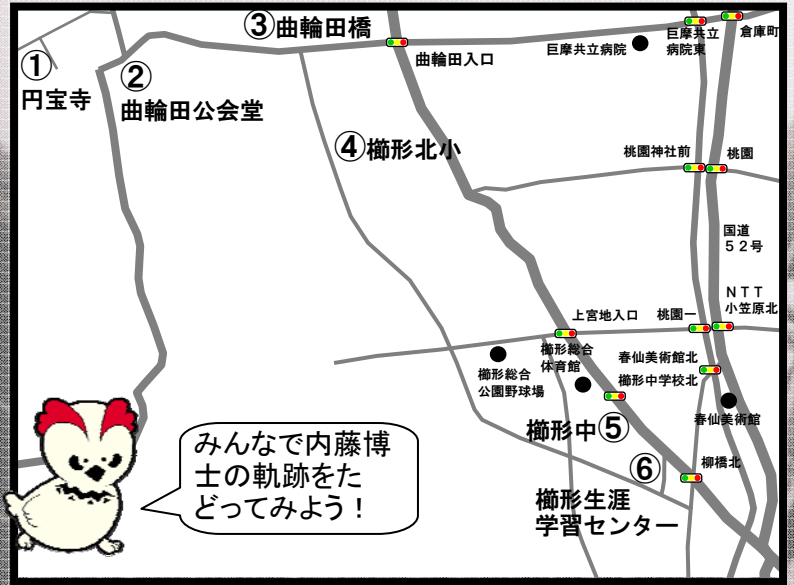 ③曲輪田橋
倉庫町
巨摩共立
病院東
巨摩共立病院
曲輪田入口
①
円宝寺
②
曲輪田公会堂
④櫛形北小
桃園神社前
桃園
国道
５２号
ＮＴＴ
小笠原北
上宮地入口
桃園一
櫛形総合
体育館
櫛形総合
公園野球場
春仙美術館北
櫛形中学校北
春仙美術館
櫛形中⑤
⑥
柳橋北
櫛形生涯
学習センター
みんなで内藤博
士の軌跡をた
どってみよう！